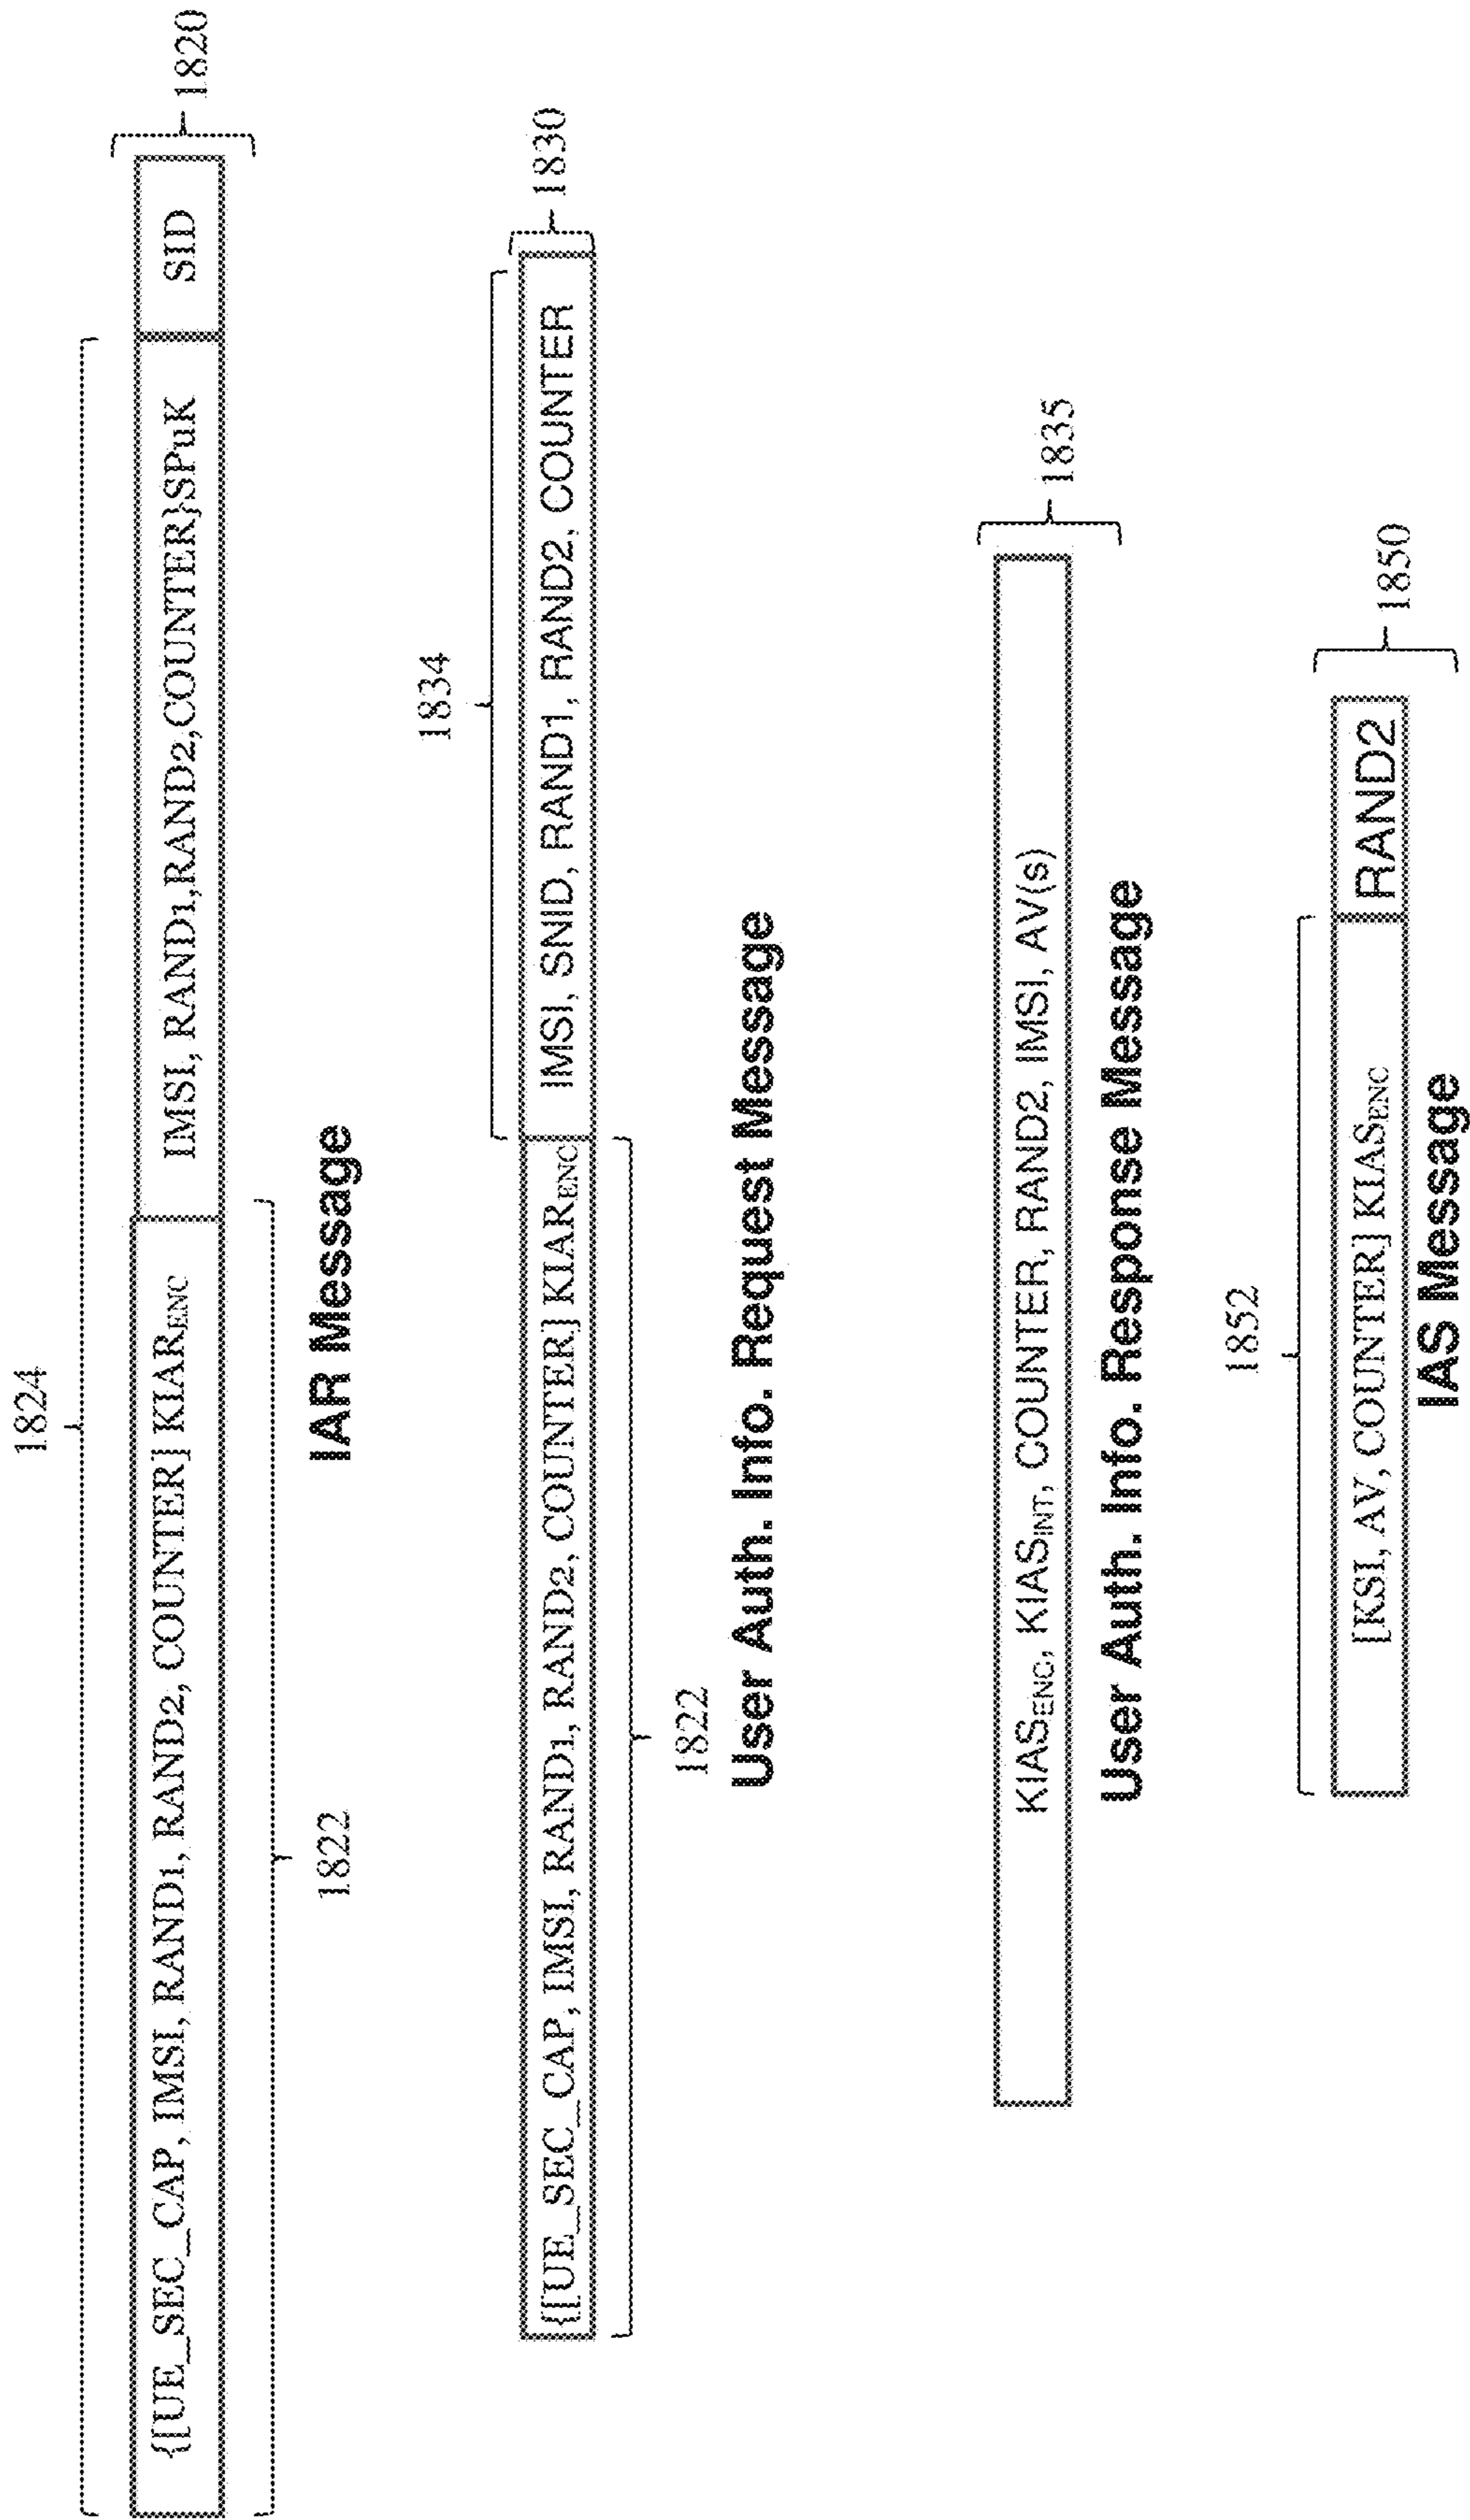 1824
{[UE_SEC_CAP, IMSI, RAND1, RAND2, COUNTER] KIARENC IMSI, RAND1,RAND2,COUNTER}SPuK SID 1820
1822
IAR Message
1834
{[UE_SEC_CAP, IMSI, RAND1, RAND2, COUNTER] KIARENC IMSI, SNID, RAND1, RAND2, COUNTER 1830
1822
User Auth. Info. Request Message
KIASENC, KIASINT, COUNTER, RAND2, IMSI, AV(s) 1835
User Auth. Info. Response Message
1852
[KSI, AV, COUNTER] KIASENC RAND2 1850
IAS Message